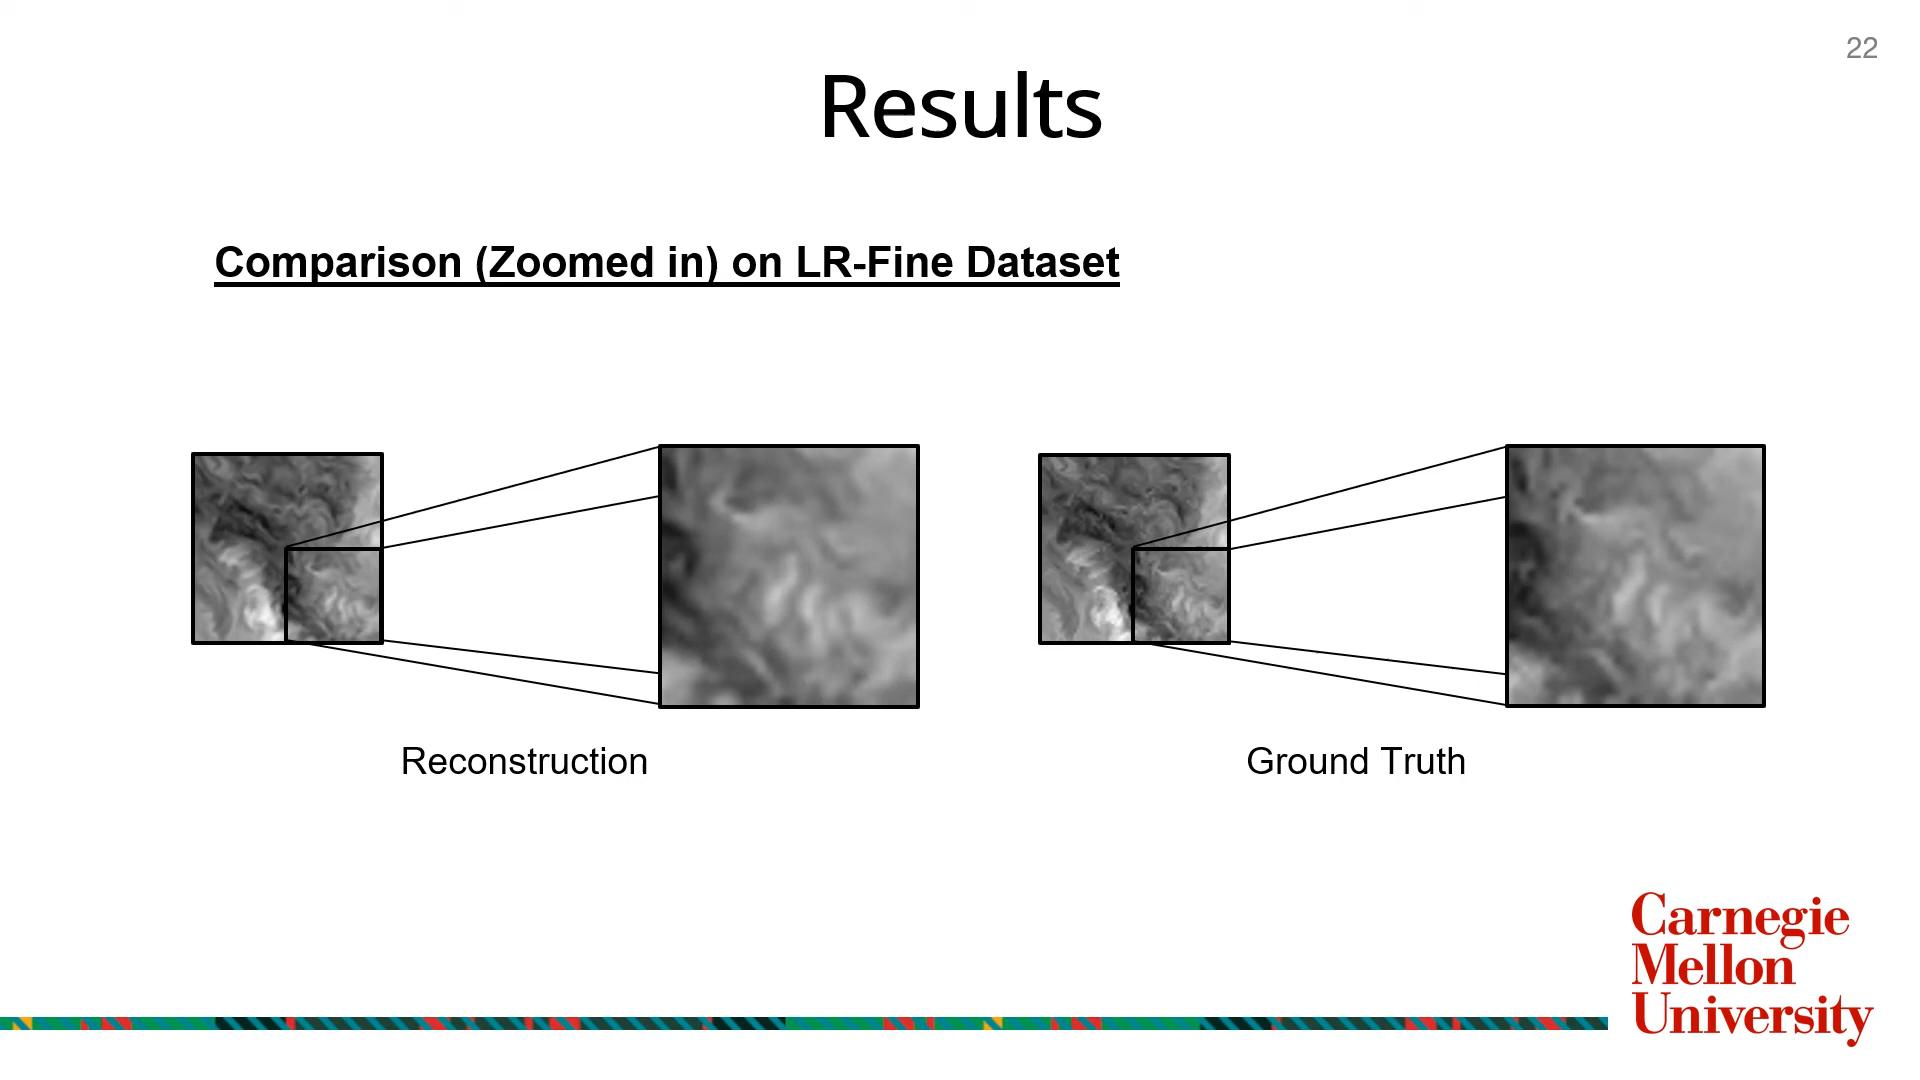 22
Results
Comparison (Zoomed in) on LR-Fine Dataset
Reconstruction
Ground Truth
Carnegie
Mellon
University